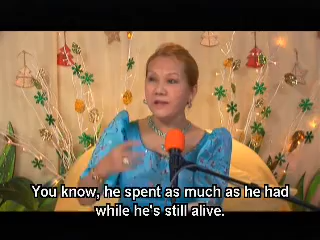 You know, he spent as much as he had
while he's still alive.